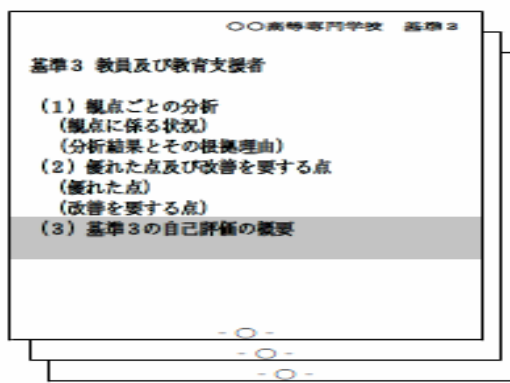 〇〇高等専門学校 基準3
基準3 教員及び教育支援者
(1)観点ごとの分析
(観点に係る状況)
(分析結果とその根拠理由)
(2)優れた点及び改善を要する点
(優れた点)
(改善を要する点)
(3)基準3の自己評価の概要
- 〇 -
- 〇 -
- 〇 -